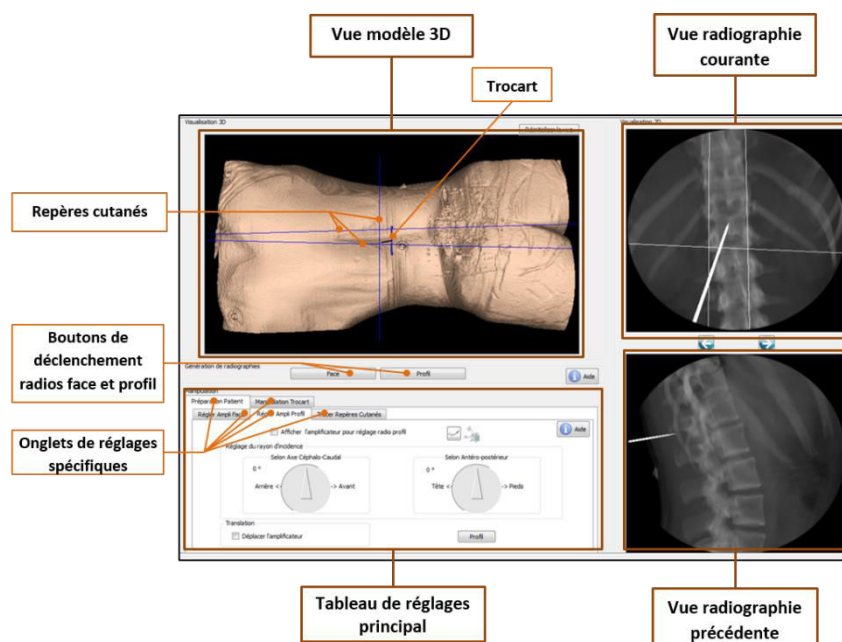 Vue modèle 3D
Vue radiographie
courante
Trocart
Visualisation 3D
Repères cutanés
Boutons de
déclenchement
radios face et profil
Génération de radiographies
Face
Profil
Aide
Manipulation
Préparation Patient
Manipulation Trocart
Régler Ampli Face
Régler Ampli Profil
Tracer Repères Cutanés
Onglets de réglages
spécifiques
Afficher l'amplificateur pour réglage radio profil
Aide
Réglage du rayon d'incidence
Selon Axe Céphalo-Caudal
Selon Antéro-postérieur
0 °
0 °
Arrière <-
-> Avant
Tête <-
-> Pieds
Translation
Déplacer l'amplificateur
Profil
Tableau de réglages
principal
Vue radiographie
précédente